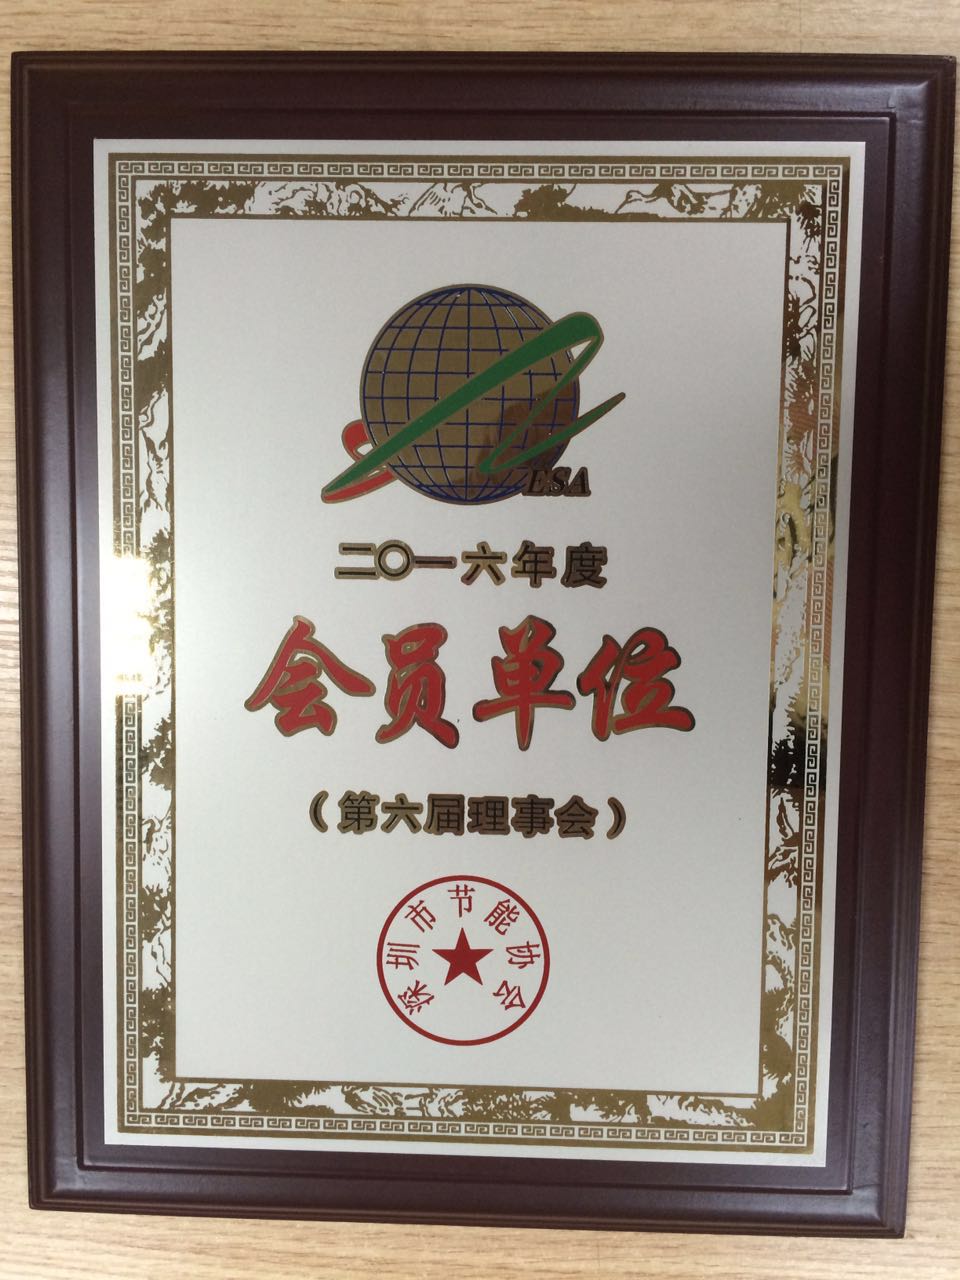 ESA
二〇一六年度
会员单位
（第六届理事会）
深圳市节能协会